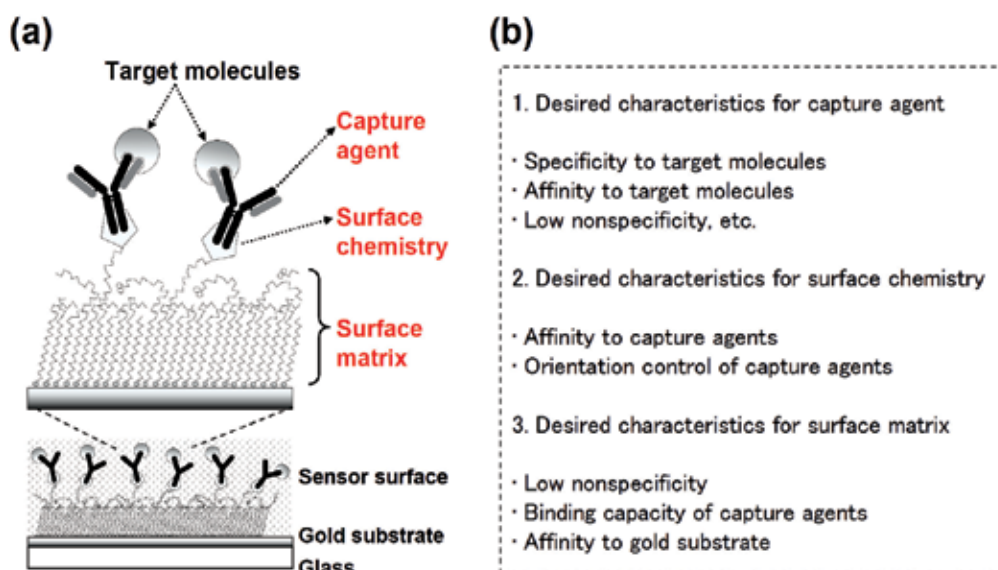 (a)
Target molecules
Capture
agent
Surface
chemistry
Surface
matrix
Sensor surface
Gold substrate
Glass
(b)
1. Desired characteristics for capture agent
· Specificity to target molecules
· Affinity to target molecules
· Low nonspecificity, etc.
2. Desired characteristics for surface chemistry
· Affinity to capture agents
· Orientation control of capture agents
3. Desired characteristics for surface matrix
· Low nonspecificity
· Binding capacity of capture agents
· Affinity to gold substrate